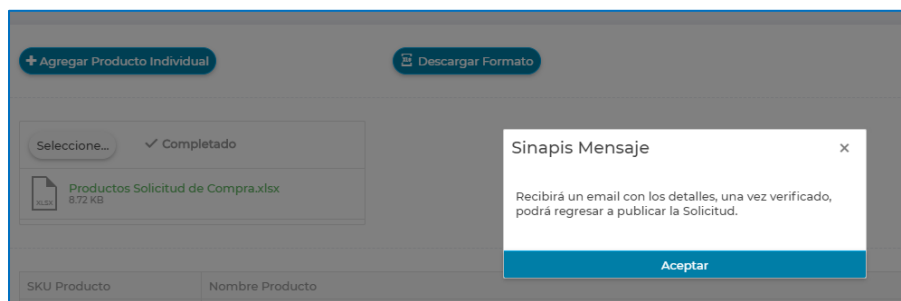 + Agregar Producto Individual
Descargar Formato
Seleccione... ✓ Completado
Productos Solicitud de Compra.xlsx
XLSX 8.72 KB
Sinapis Mensaje ×
Recibirá un email con los detalles, una vez verificado,
podrá regresar a publicar la Solicitud.
Aceptar
SKU Producto Nombre Producto